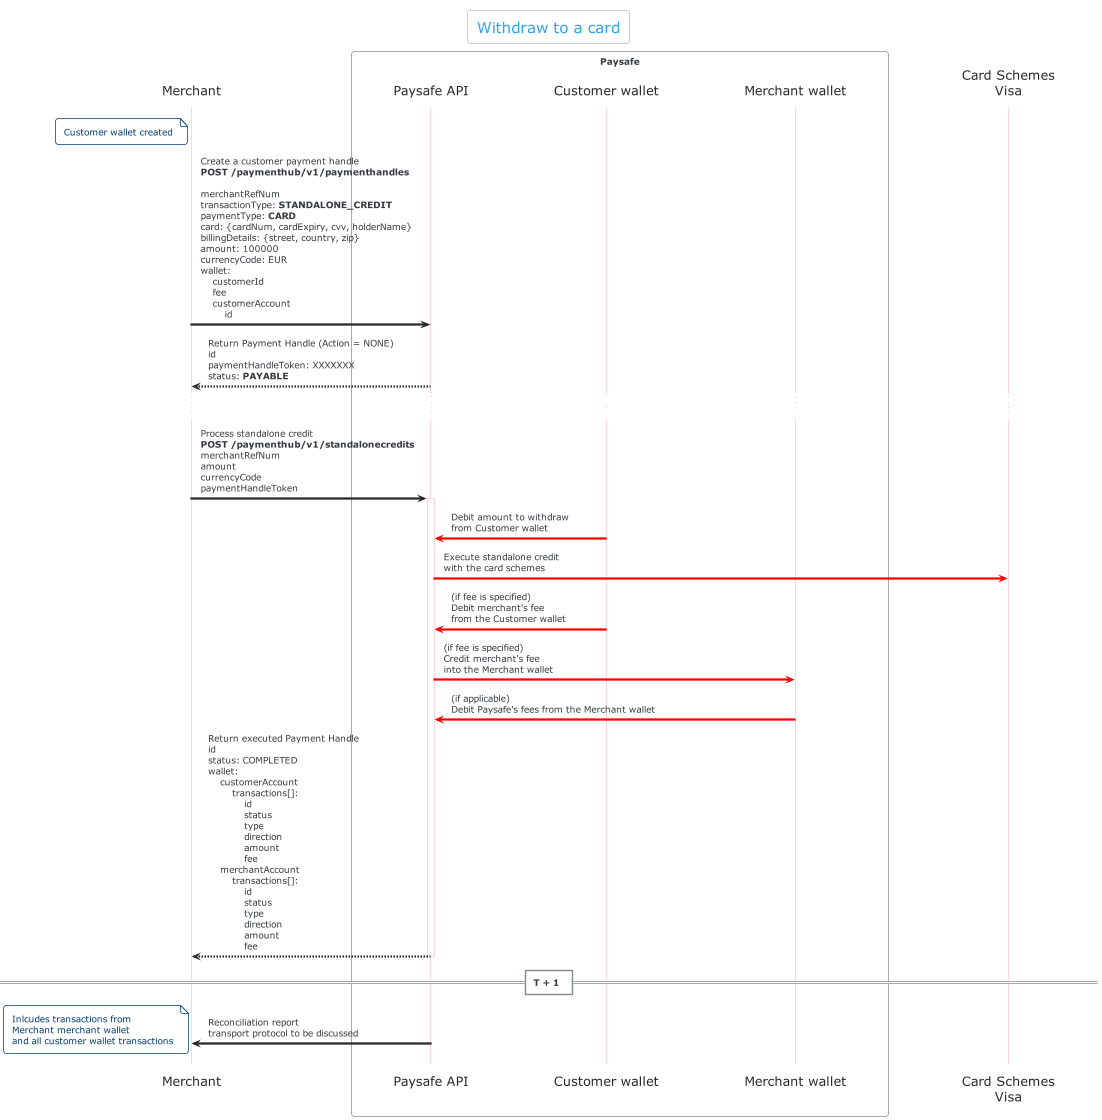 Withdraw to a card
Paysafe
Merchant
Paysafe API
Customer wallet
Merchant wallet
Card Schemes
Visa
Customer wallet created
Create a customer payment handle
POST /paymenthub/v1/paymenthandles
merchantRefNum
transactionType: STANDALONE_CREDIT
paymentType: CARD
card: {cardNum, cardExpiry, cvv, holderName}
billingDetails: {street, country, zip}
amount: 100000
currencyCode: EUR
wallet:
customerId
fee
customerAccount
id
Return Payment Handle (Action = NONE)
id
paymentHandleToken: XXXXXXX
status: PAYABLE
Process standalone credit
POST /paymenthub/v1/standalonecredits
merchantRefNum
amount
currencyCode
paymentHandleToken
Debit amount to withdraw
from Customer wallet
Execute standalone credit
with the card schemes
(if fee is specified)
Debit merchant's fee
from the Customer wallet
(if fee is specified)
Credit merchant's fee
into the Merchant wallet
(if applicable)
Debit Paysafe's fees from the Merchant wallet
Return executed Payment Handle
id
status: COMPLETED
wallet:
customerAccount
transactions[]:
id
status
type
direction
amount
fee
merchantAccount
transactions[]:
id
status
type
direction
amount
fee
T + 1
Inlcudes transactions from
Merchant merchant wallet
and all customer wallet transactions
Reconciliation report
transport protocol to be discussed
Merchant
Paysafe API
Customer wallet
Merchant wallet
Card Schemes
Visa